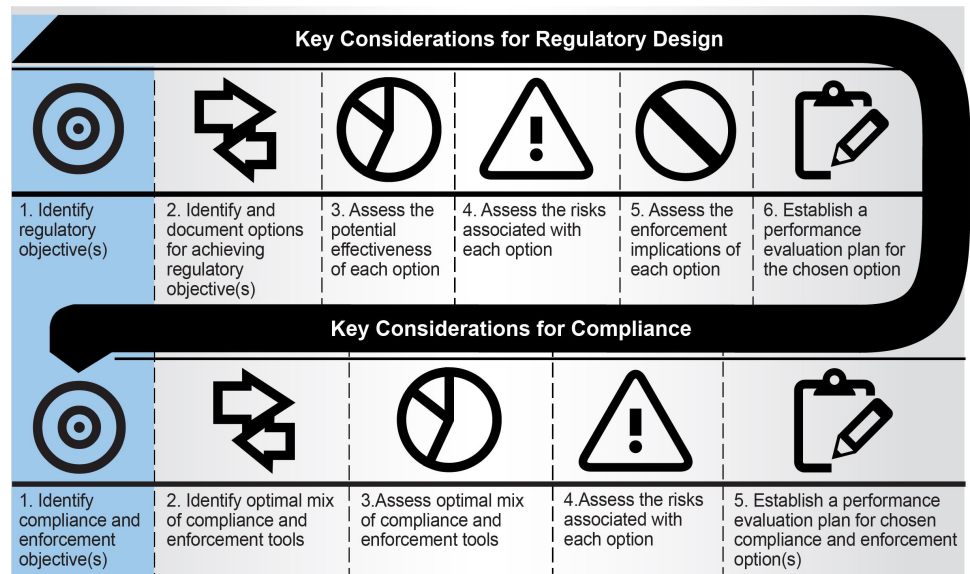 Key Considerations for Regulatory Design
1. Identify
regulatory
objective(s)
2. Identify and
document options
for achieving
regulatory
objective(s)
3. Assess the
potential
effectiveness
of each option
4. Assess the risks
associated with
each option
5. Assess the
enforcement
implications of
each option
6. Establish a
performance
evaluation plan for
the chosen option
Key Considerations for Compliance
1. Identify
compliance and
enforcement
objective(s)
2. Identify optimal mix
of compliance and
enforcement tools
3.Assess optimal mix
of compliance and
enforcement tools
4.Assess the risks
associated with
each option
5. Establish a performance
evaluation plan for chosen
compliance and enforcement
option(s)